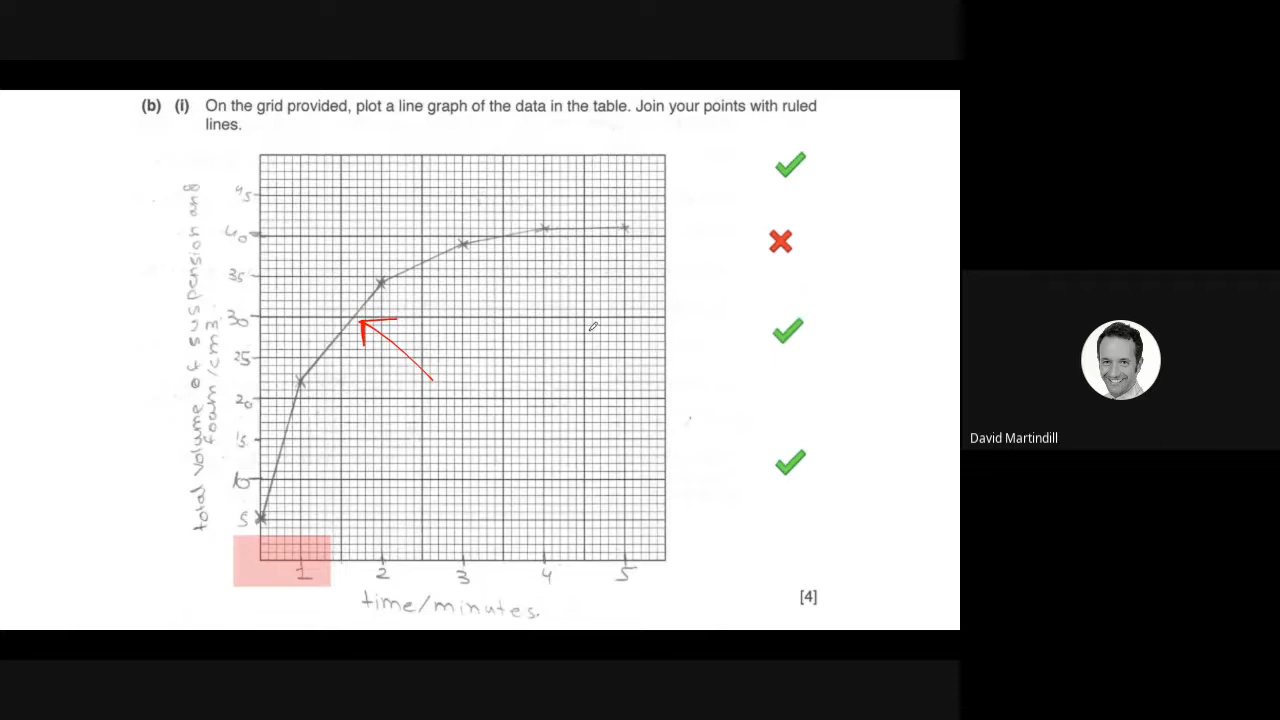 (b) (i) On the grid provided, plot a line graph of the data in the table. Join your points with ruled
lines.
total volume of suspension and
foam/cm3.
45
40
35
30
25
20
15
10
5
1 2 3 4 5
time/minutes.
[4]
David Martindill